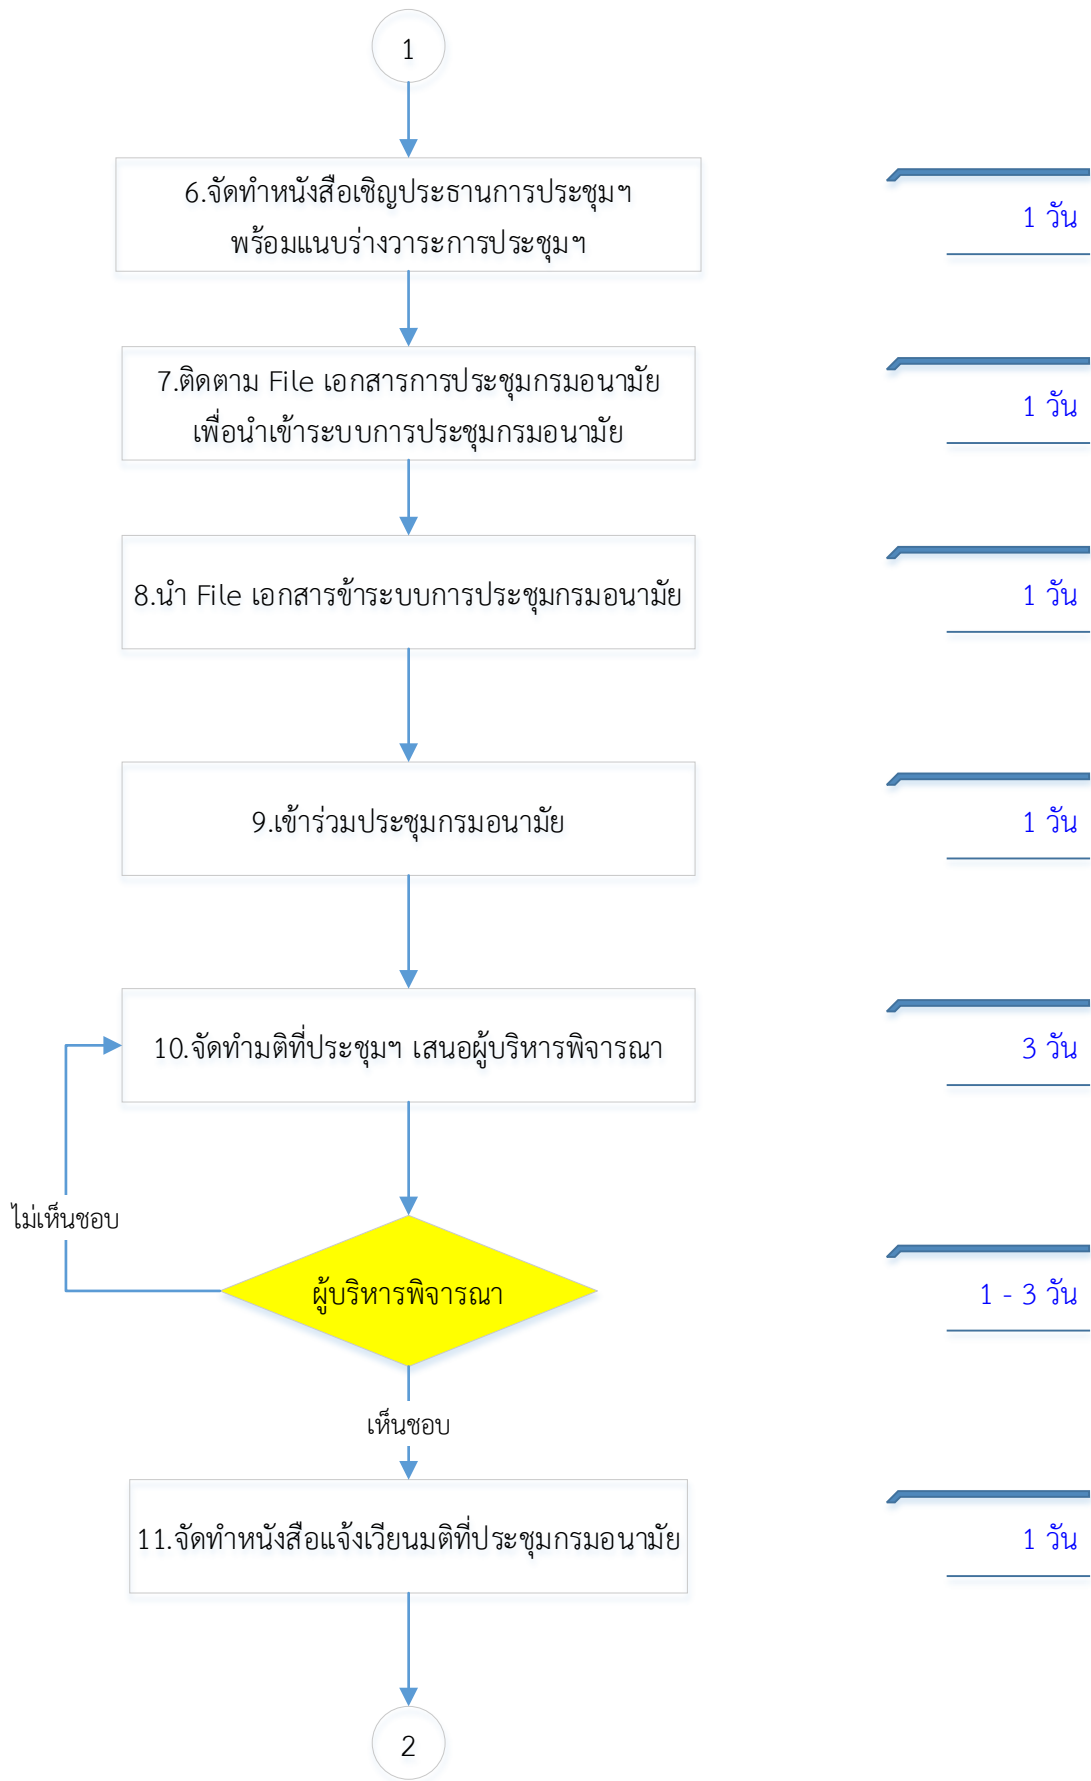 1
6.จัดทำหนังสือเชิญประธานการประชุมฯ
พร้อมแนบร่างวาระการประชุมฯ
1 วัน
7.ติดตาม File เอกสารการประชุมกรมอนามัย
เพื่อนำเข้าระบบการประชุมกรมอนามัย
1 วัน
8.นำ File เอกสารข้าระบบการประชุมกรมอนามัย
1 วัน
9.เข้าร่วมประชุมกรมอนามัย
1 วัน
10.จัดทำมติที่ประชุมฯ เสนอผู้บริหารพิจารณา
3 วัน
ไม่เห็นชอบ
ผู้บริหารพิจารณา
1 - 3 วัน
เห็นชอบ
11.จัดทำหนังสือแจ้งเวียนมติที่ประชุมกรมอนามัย
1 วัน
2